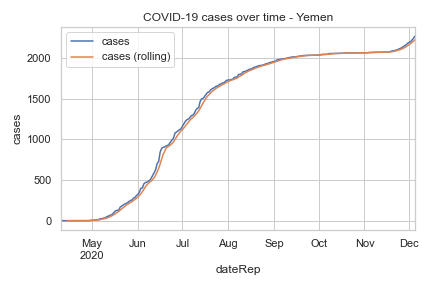 COVID-19 cases over time - Yemen
cases
cases (rolling)
2000
1500
1000
500
0
cases
May Jun Jul Aug Sep Oct Nov Dec
2020
dateRep